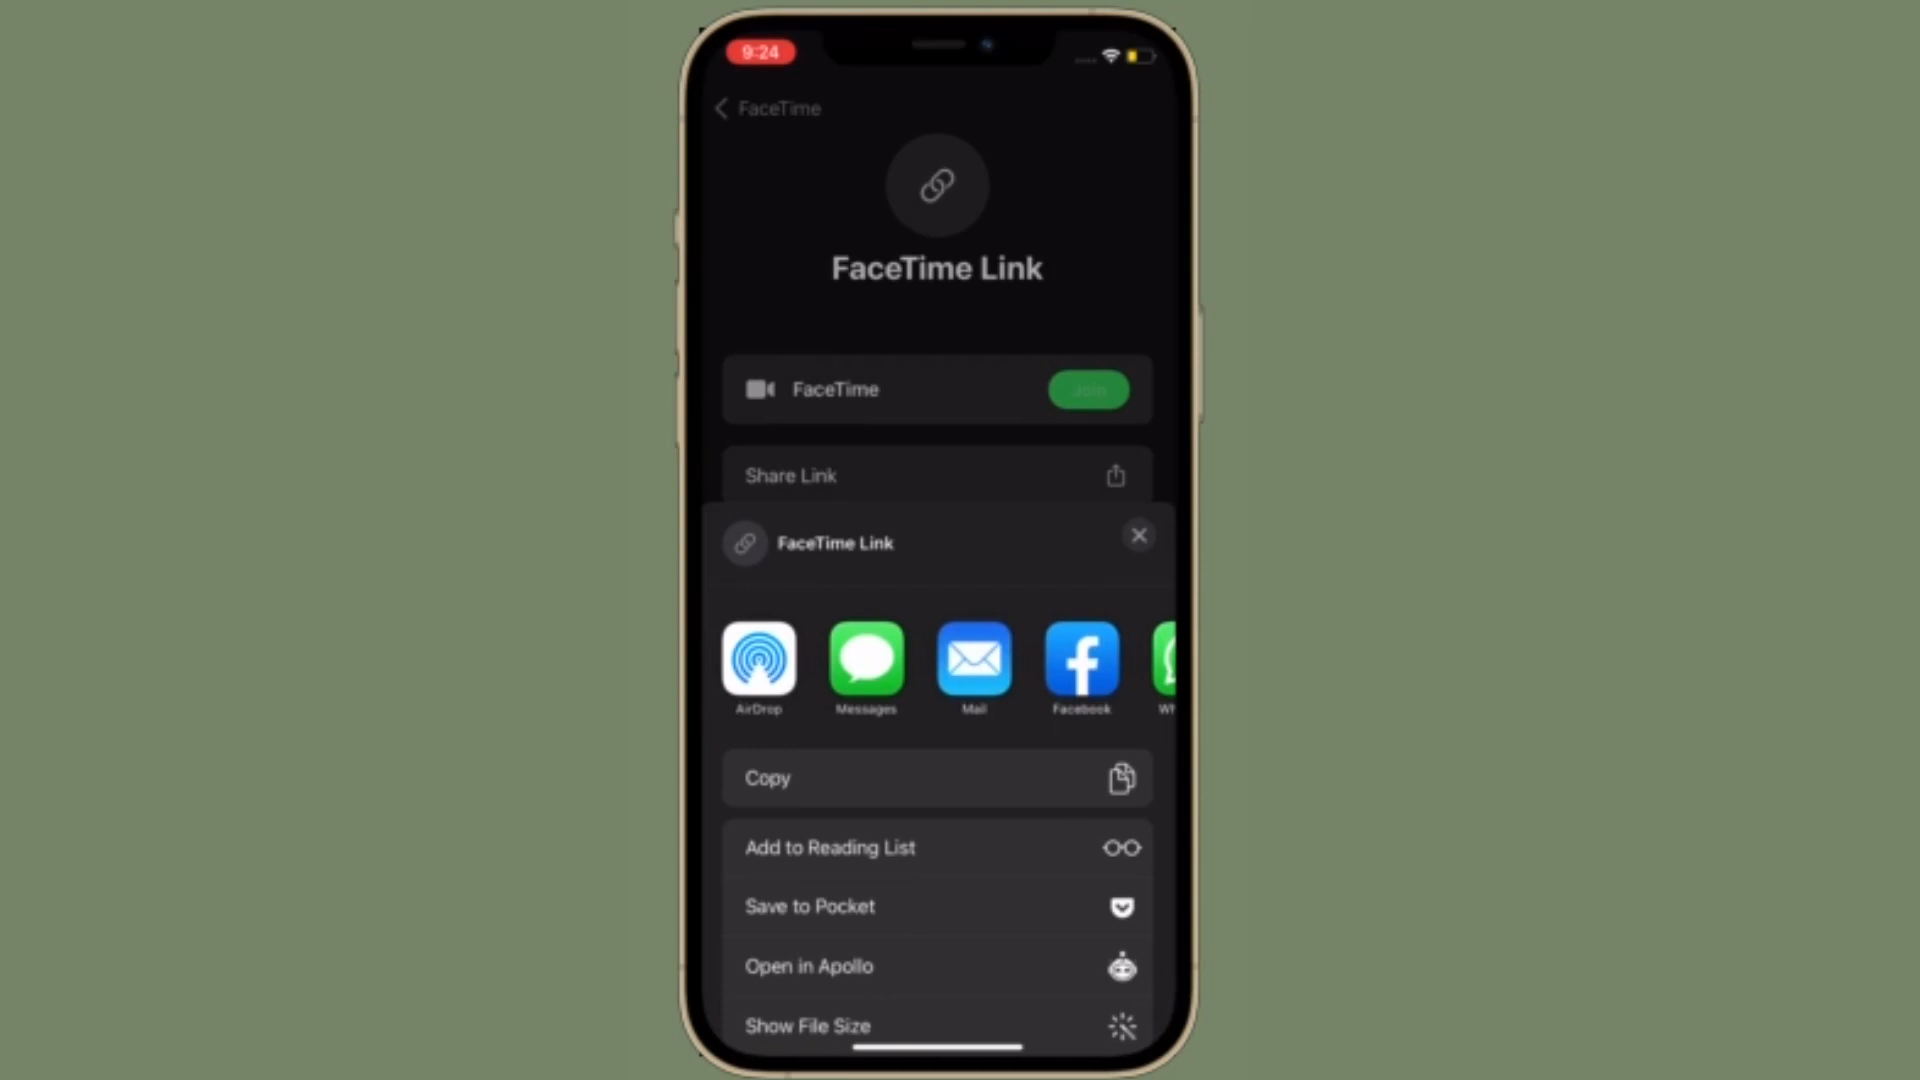 9:24
FaceTime
FaceTime Link
FaceTime
Join
Share Link
FaceTime Link
AirDrop
Messages
Mail
Facebook
Copy
Add to Reading List
Save to Pocket
Open in Apollo
Show File Size